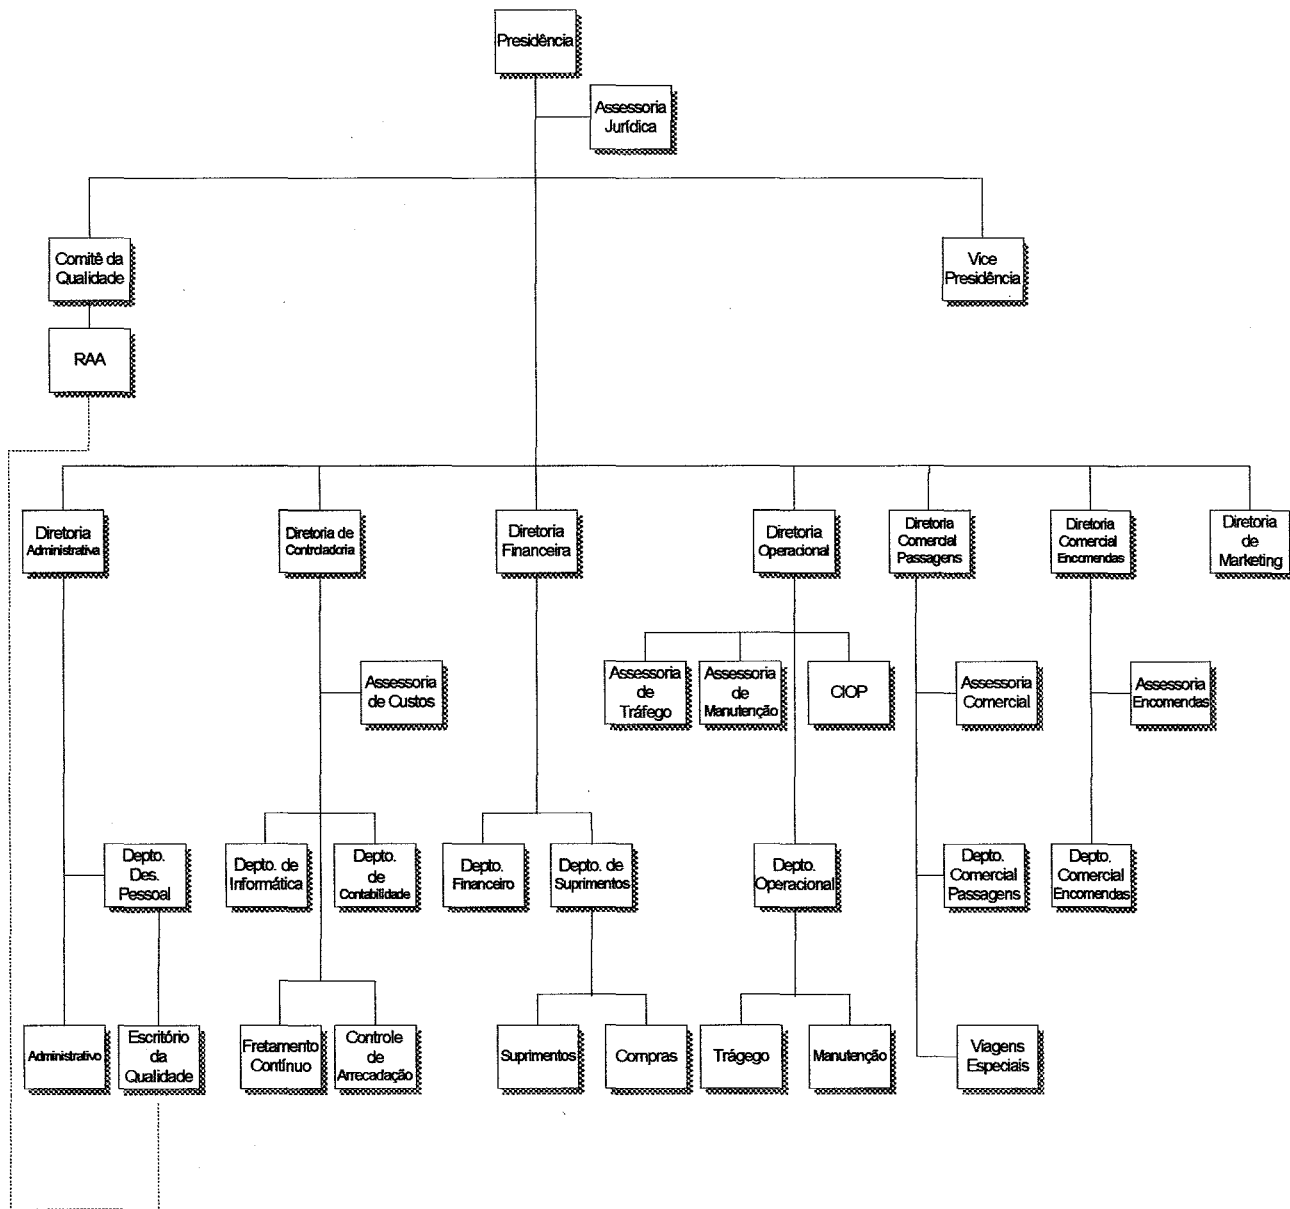 Presidência
Assessoria
Jurídica
Comitê da
Qualidade
Vice
Presidência
RAA
Diretoria
Administrativa
Diretoria de
Controladoria
Diretoria
Financeira
Diretoria
Operacional
Diretoria
Comercial
Passagens
Diretoria
Comercial
Encomendas
Diretoria
de
Marketing
Assessoria
de Custos
Assessoria
de
Tráfego
Assessoria
de
Manutenção
CIOP
Assessoria
Comercial
Assessoria
Encomendas
Depto.
Des.
Pessoal
Depto. de
Informática
Depto.
de
Contabilidade
Depto.
Financeiro
Depto. de
Suprimentos
Depto.
Operacional
Depto.
Comercial
Passagens
Depto.
Comercial
Encomendas
Administrativo
Escritório
da
Qualidade
Fretamento
Contínuo
Controle
de
Arrecadação
Suprimentos
Compras
Trágego
Manutenção
Viagens
Especiais